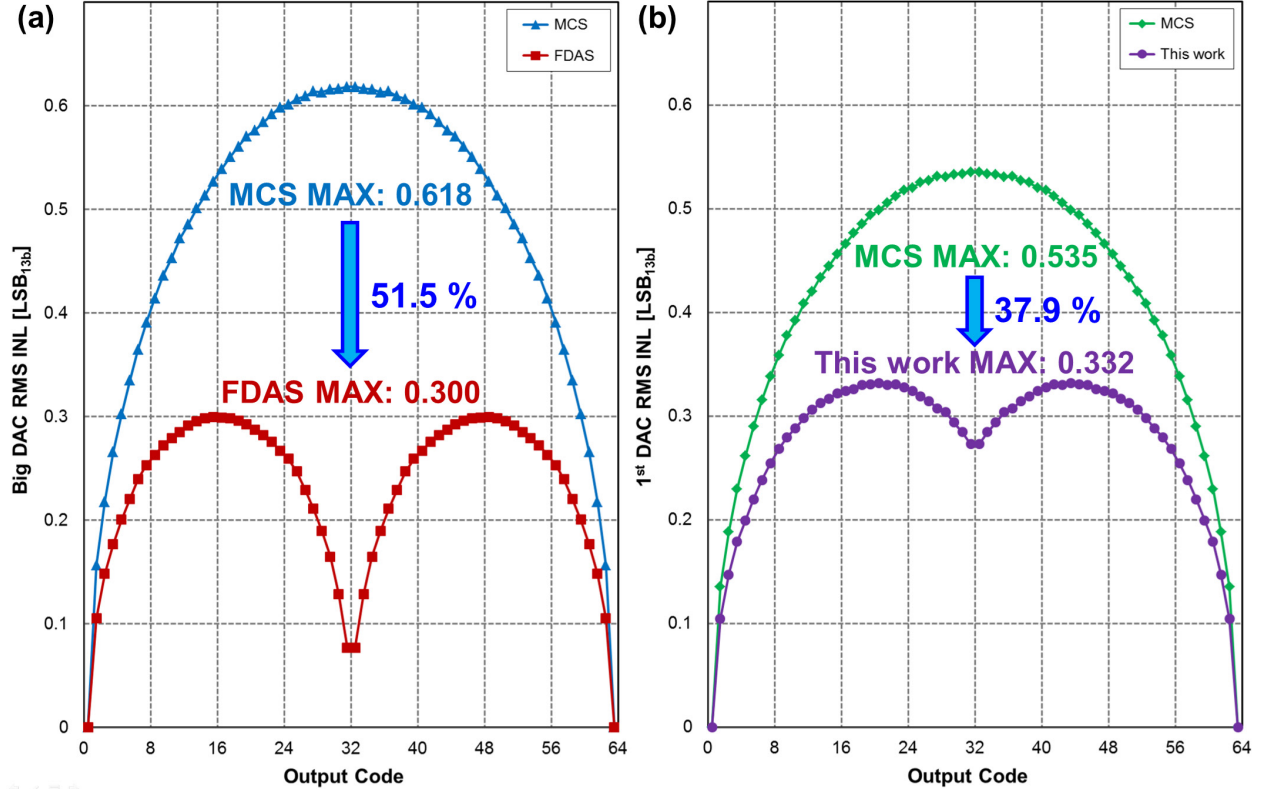 (a)
MCS
FDAS
0.6
0.5
0.4
0.3
0.2
0.1
0
Big DAC RMS INL [LSB13b]
MCS MAX: 0.618
51.5 %
FDAS MAX: 0.300
0 8 16 24 32 40 48 56 64
Output Code
(b)
MCS
This work
0.6
0.5
0.4
0.3
0.2
0.1
0
1st DAC RMS INL [LSB13b]
MCS MAX: 0.535
37.9 %
This work MAX: 0.332
0 8 16 24 32 40 48 56 64
Output Code